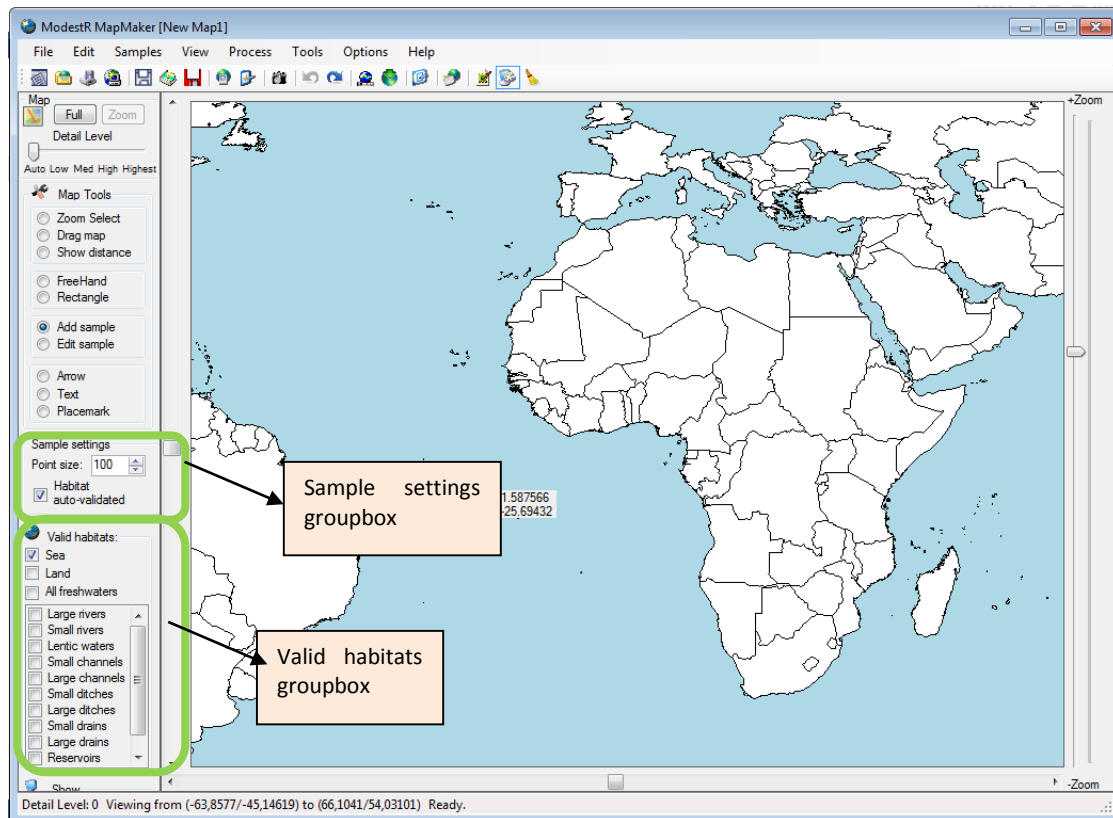 ModestR MapMaker [New Map1]
File Edit Samples View Process Tools Options Help
Map
Full Zoom
Detail Level
Auto Low Med High Highest
Map Tools
Zoom Select
Drag map
Show distance
FreeHand
Rectangle
Add sample
Edit sample
Arrow
Text
Placemark
Sample settings
Point size: 100
Habitat
auto-validated
Valid habitats:
Sea
Land
All freshwaters
Large rivers
Small rivers
Lentic waters
Small channels
Large channels
Small ditches
Large ditches
Small drains
Large drains
Reservoirs
Show
+Zoom
Sample settings
groupbox
1.587566
-25.69432
Valid habitats
groupbox
-Zoom
Detail Level: 0 Viewing from (-63,8577/-45,14619) to (66,1041/54,03101) Ready.